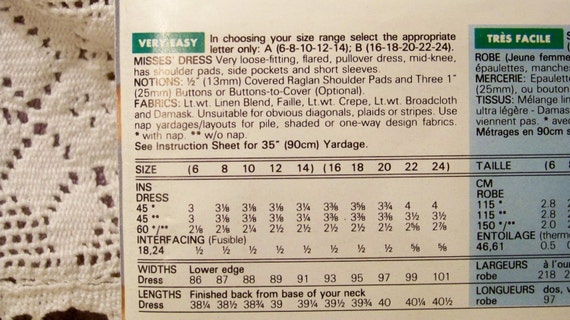 VERY EASY
In choosing your size range select the appropriate
letter only: A (6-8-10-12-14); B (16-18-20-22-24).
MISSES' DRESS Very loose-fitting, flared, pullover dress, mid-knee,
has shoulder pads, side pockets and short sleeves.
NOTIONS: ½" (13mm) Covered Raglan Shoulder Pads and Three 1"
(25mm) Buttons or Buttons-to-Cover (Optional).
FABRICS: Lt.wt. Linen Blend, Faille, Lt.wt. Crepe, Lt.wt. Broadcloth
and Damask. Unsuitable for obvious diagonals, plaids or stripes. Use
nap yardages/layouts for pile, shaded or one-way design fabrics.
* with nap. ** w/o nap.
See Instruction Sheet for 35" (90cm) Yardage.
SIZE (6 8 10 12 14) (16 18 20 22 24)
INS
DRESS
45 * 3 3⅛ 3⅛ 3⅛ 3¼ 3⅜ 3⅝ 3¾ 4 4
45 ** 3 3⅛ 3⅛ 3⅛ 3⅛ 3⅛ 3⅜ 3⅜ 3½ 3½
60 */** 2⅛ 2⅛ 2¼ 2¼ 2¼ 2¼ 2½ 2½ 2⅝ 2⅞
INTERFACING (Fusible)
18,24 ½ ½ ½ ½ ½ ½ ½ ½ ½ ½
WIDTHS Lower edge
Dress 86 87 88 89 91 93 95 97 99 101
LENGTHS Finished back from base of your neck
Dress 38¼ 38½ 38¾ 39 39¼ 39½ 39¾ 40 40¼ 40½
TRÈS FACILE
ROBE (Jeune femme
épaulettes, manches
MERCERIE: Epaulett
(25mm), ou bouton
TISSUS: Mélange lin
ultra légère - Damas
viennent pas. * avec
Métrages en 90cm s
TAILLE (6
CM
ROBE
115 * 2.8
115 ** 2.8
150 */** 2.0
ENTOILAGE (therm
46,61 0.5
LARGEURS à l'our
robe 218
LONGUEURS dos, v
robe 97